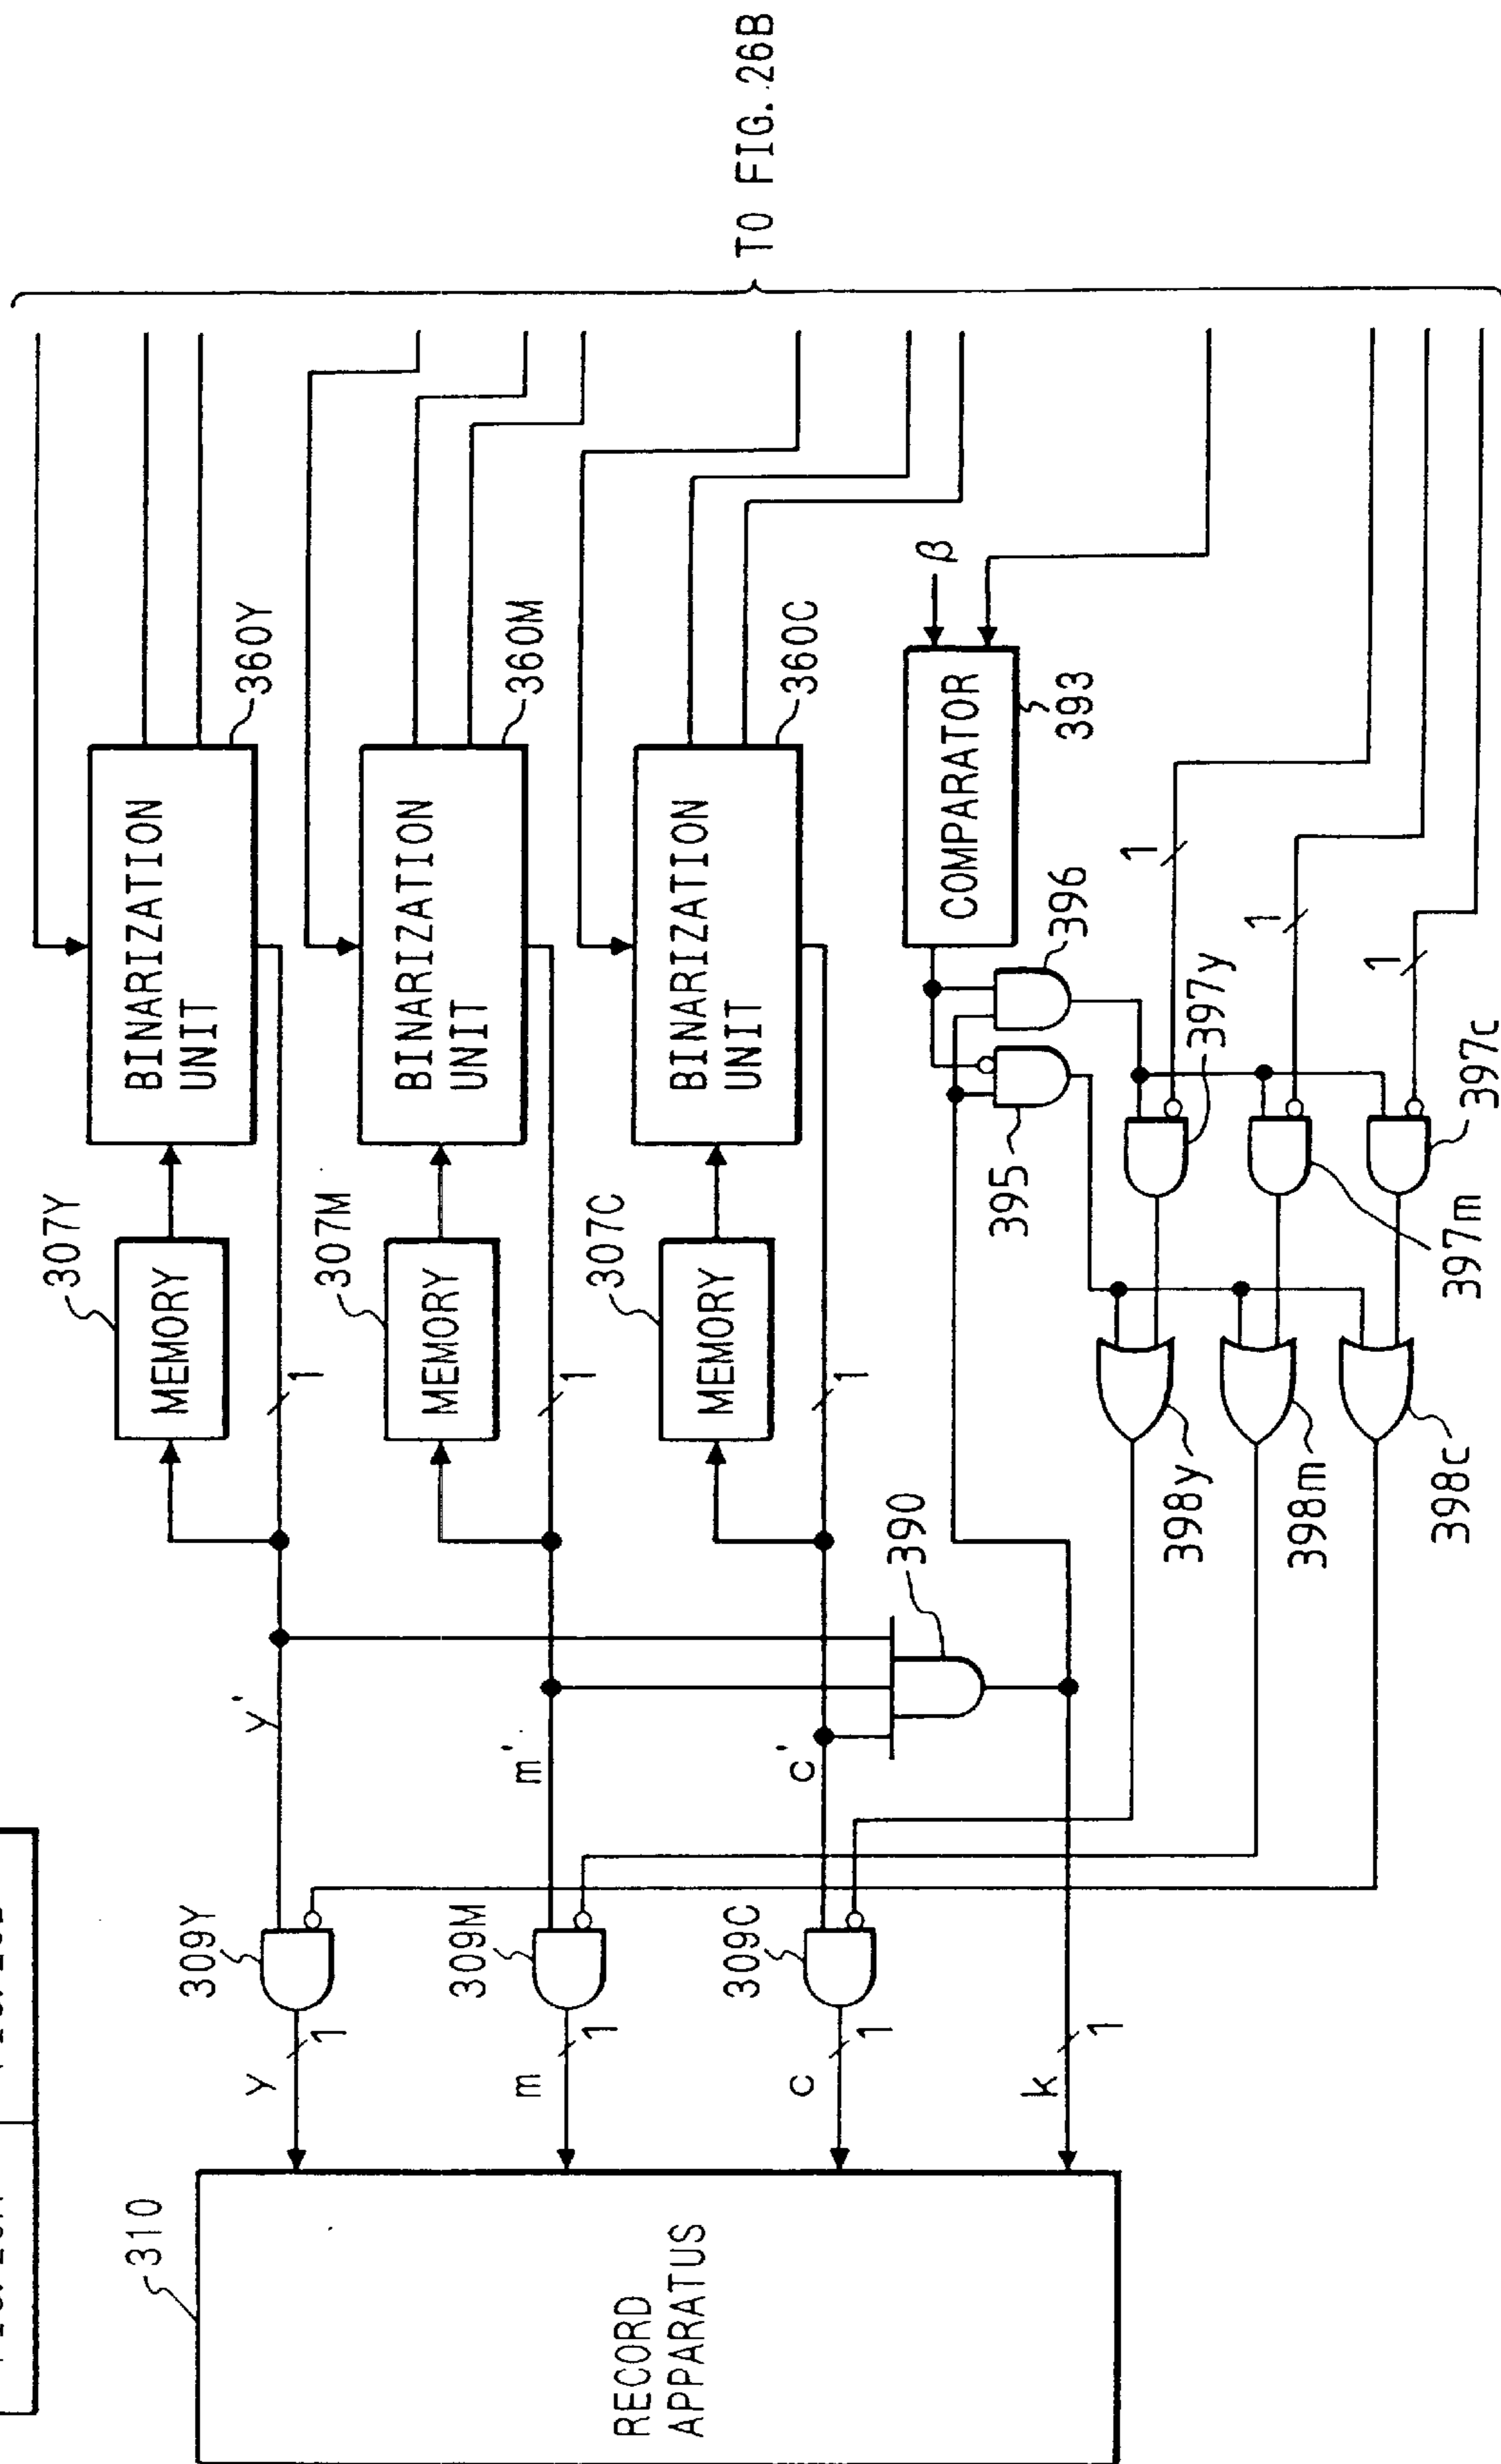 310
RECORD
APPARATUS
y
1
m
1
c
1
k
1
309Y
309M
309C
y'
m'
c'
390
307Y
MEMORY
1
307M
MEMORY
1
307C
MEMORY
1
BINARIZATION
UNIT
360Y
BINARIZATION
UNIT
360M
BINARIZATION
UNIT
360C
β
COMPARATOR
393
396
395
1
1
1
397y
397m
397c
398y
398m
398c
TO FIG. 26B